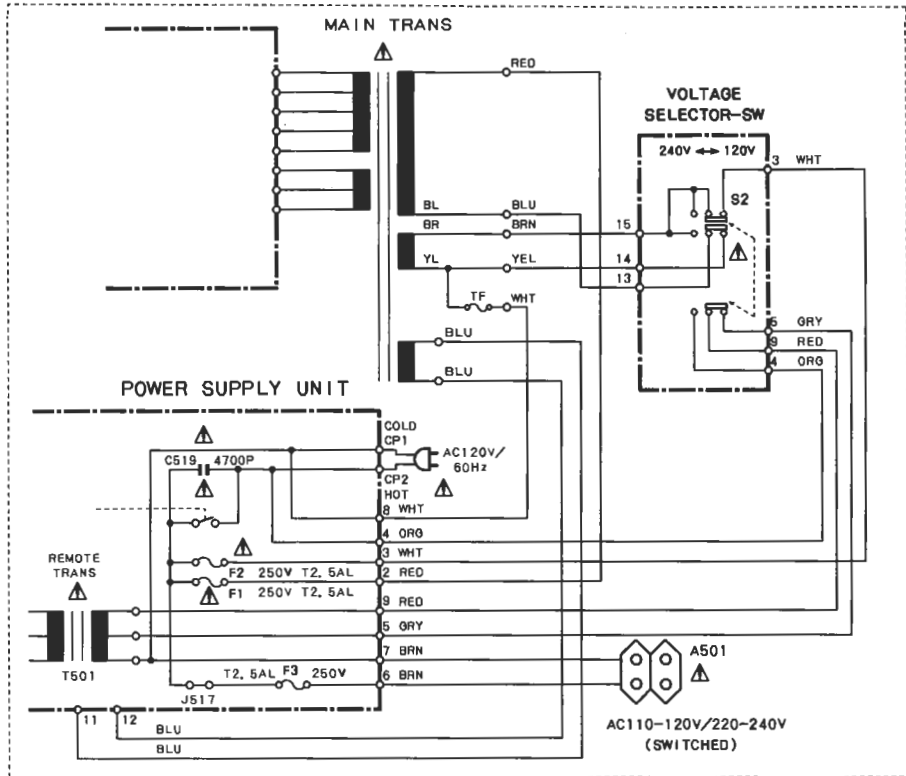 MAIN TRANS
RED
VOLTAGE
SELECTOR-SW
240V ↔ 120V
3 WHT
S2
BL BLU
BR BRN 15
YL YEL 14
13
TF WHT
BLU
5 GRY
9 RED
4 ORG
BLU
POWER SUPPLY UNIT
COLD
CP1
C519 4700P
AC120V/
60Hz
CP2
HOT
8 WHT
4 ORG
3 WHT
F2 250V T2.5AL
2 RED
F1 250V T2.5AL
REMOTE
TRANS
9 RED
5 GRY
7 BRN
A501
T501
T2.5AL F3 250V
6 BRN
J517
11 12
BLU
BLU
AC110-120V/220-240V
(SWITCHED)